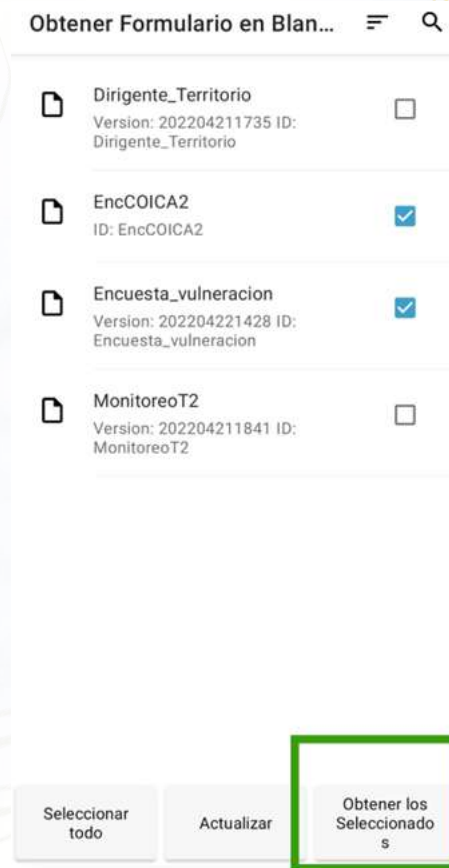 Obtener Formulario en Blan...
Dirigente_Territorio
Version: 202204211735 ID:
Dirigente_Territorio
EncCOICA2
ID: EncCOICA2
Encuesta_vulneracion
Version: 202204221428 ID:
Encuesta_vulneracion
MonitoreoT2
Version: 202204211841 ID:
MonitoreoT2
Seleccionar
todo
Actualizar
Obtener los
Seleccionado
s